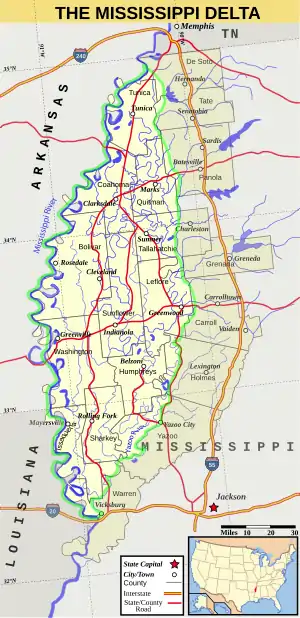 THE MISSISSIPPI DELTA
Memphis
TN
240
35°N
De Soto
Hernando
Tunica
Tate
Tunica
Senatobia
ARKANSAS
Sardis
Batesville
Panola
Coahoma
Marks
Quitman
Clarksdale
Mississippi River
Charleston
34°N
Sumner
Tallahatchie
Bolivar
Rosedale
Grenada
Grenada
Cleveland
Leflore
Carrollton
Sunflower
Greenwood
Carroll
Vaiden
Greenville
Indianola
Washington
Belzoni
Humphreys
Lexington
Holmes
33°N
Mayersville
Rolling Fork
Issaquena
Sharkey
Yazoo City
Yazoo
MISSISSIPPI
LOUISIANA
55
Warren
Jackson
20
Vicksburg
Miles
10
20
30
State Capital
City/Town
County
Interstate
State/County
Road
32°N